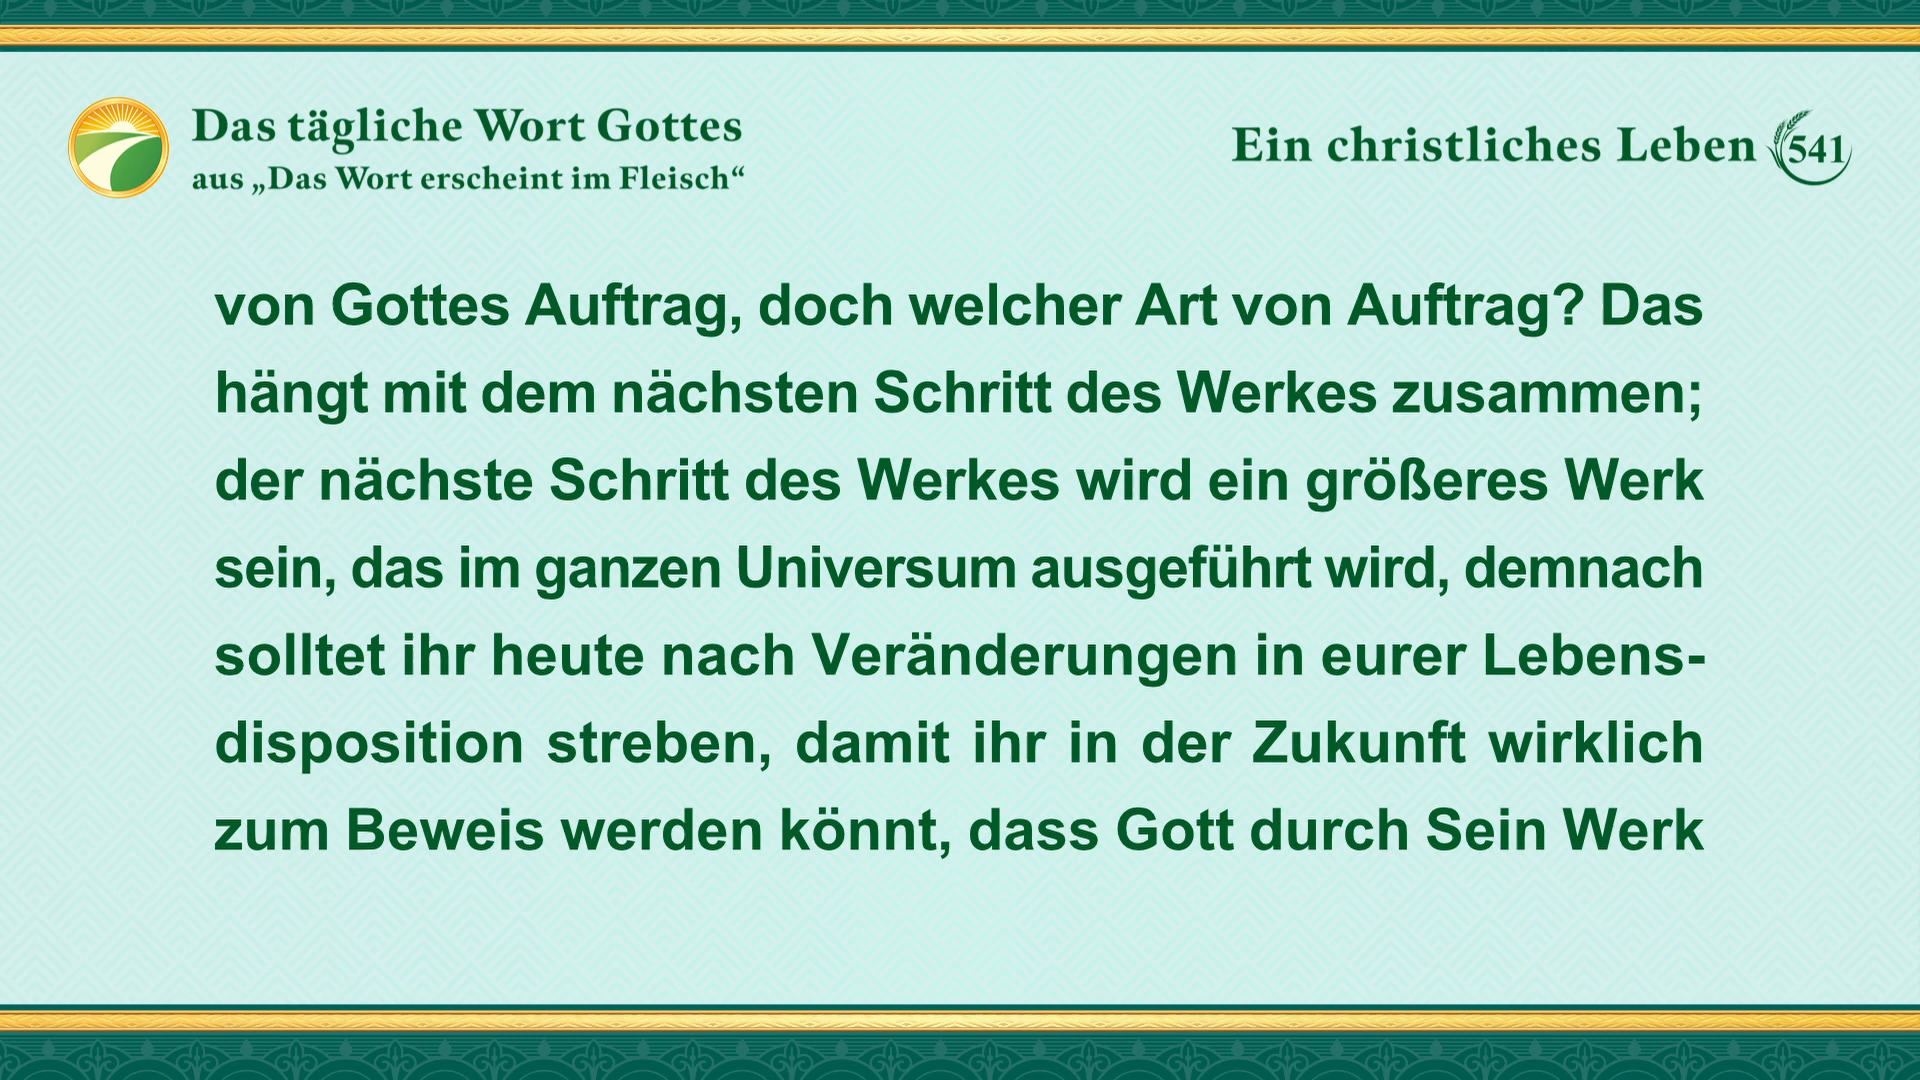 Das tägliche Wort Gottes
aus „Das Wort erscheint im Fleisch“
Ein christliches Leben 541
von Gottes Auftrag, doch welcher Art von Auftrag? Das
hängt mit dem nächsten Schritt des Werkes zusammen;
der nächste Schritt des Werkes wird ein größeres Werk
sein, das im ganzen Universum ausgeführt wird, demnach
solltet ihr heute nach Veränderungen in eurer Lebens-
disposition streben, damit ihr in der Zukunft wirklich
zum Beweis werden könnt, dass Gott durch Sein Werk